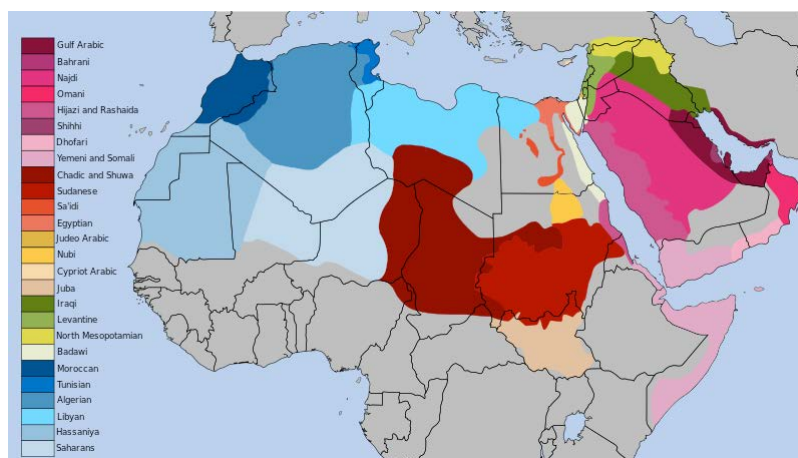 Gulf Arabic
Bahrani
Najdi
Omani
Hijazi and Rashaida
Shihhi
Dhofari
Yemeni and Somali
Chadic and Shuwa
Sudanese
Sa'idi
Egyptian
Judeo Arabic
Nubi
Cypriot Arabic
Juba
Iraqi
Levantine
North Mesopotamian
Badawi
Moroccan
Tunisian
Algerian
Libyan
Hassaniya
Saharans